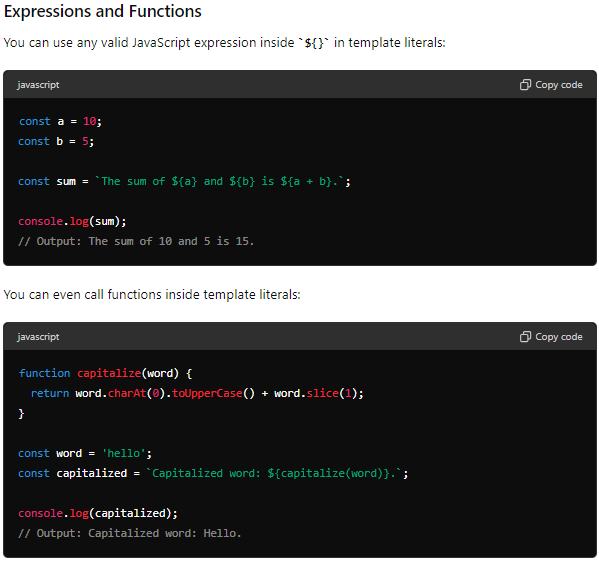 Expressions and Functions
You can use any valid JavaScript expression inside `${}` in template literals:
javascript
Copy code
const a = 10;
const b = 5;
const sum = `The sum of ${a} and ${b} is ${a + b}.`;
console.log(sum);
// Output: The sum of 10 and 5 is 15.
You can even call functions inside template literals:
javascript
Copy code
function capitalize(word) {
  return word.charAt(0).toUpperCase() + word.slice(1);
}
const word = 'hello';
const capitalized = `Capitalized word: ${capitalize(word)}.`;
console.log(capitalized);
// Output: Capitalized word: Hello.